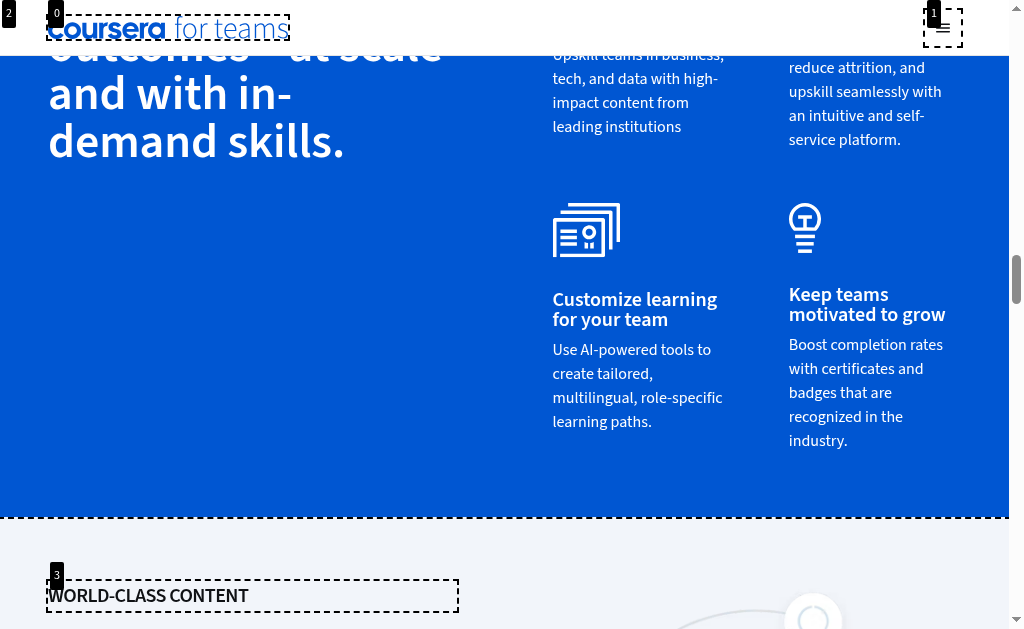 2
0
1
coursera for teams
outcomes—at scale
and with in-
demand skills.
Upskill teams in business,
tech, and data with high-
impact content from
leading institutions
reduce attrition, and
upskill seamlessly with
an intuitive and self-
service platform.
Customize learning
for your team
Use AI-powered tools to
create tailored,
multilingual, role-specific
learning paths.
Keep teams
motivated to grow
Boost completion rates
with certificates and
badges that are
recognized in the
industry.
3
WORLD-CLASS CONTENT